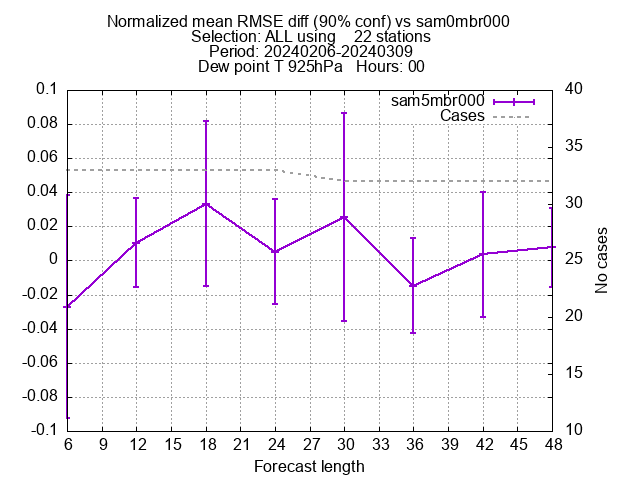 Normalized mean RMSE diff (90% conf) vs sam0mbr000
Selection: ALL using    22 stations
Period: 20240206-20240309
Dew point T 925hPa   Hours: 00
sam5mbr000
Cases
0.1
0.08
0.06
0.04
0.02
0
-0.02
-0.04
-0.06
-0.08
-0.1
40
35
30
25
20
15
10
No cases
6 9 12 15 18 21 24 27 30 33 36 39 42 45 48
Forecast length